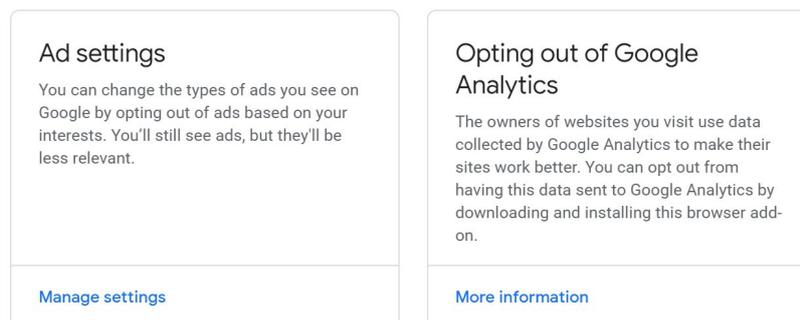 Ad settings
You can change the types of ads you see on
Google by opting out of ads based on your
interests. You'll still see ads, but they'll be
less relevant.
Manage settings
Opting out of Google
Analytics
The owners of websites you visit use data
collected by Google Analytics to make their
sites work better. You can opt out from
having this data sent to Google Analytics by
downloading and installing this browser add-
on.
More information